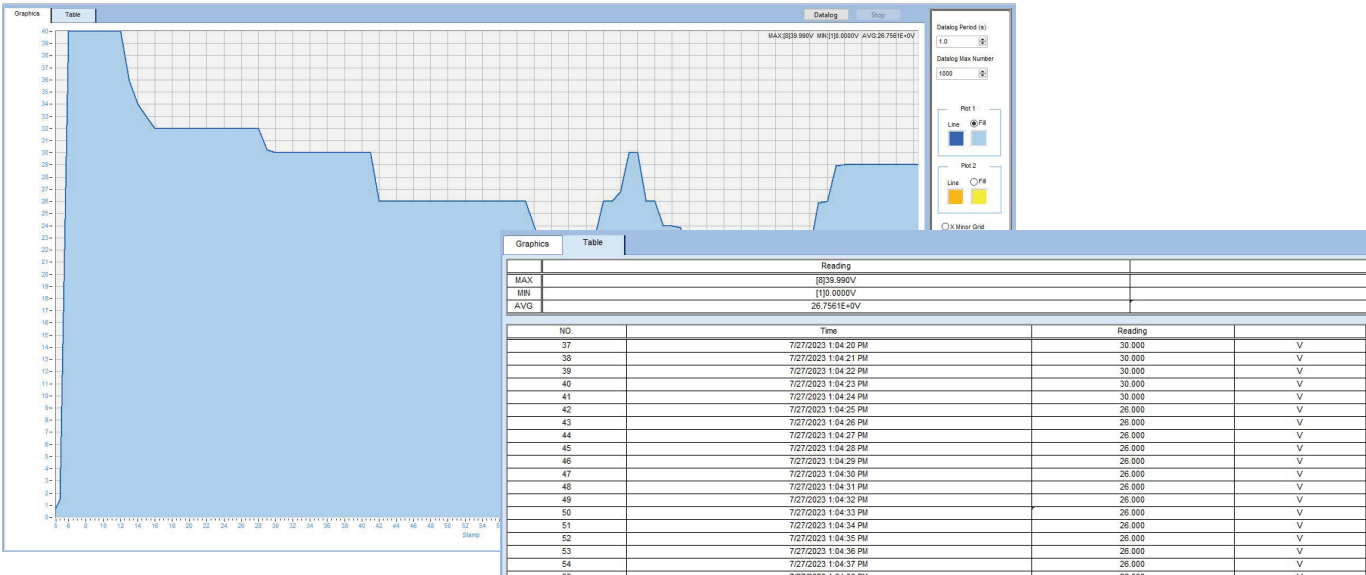 Graphics Table Datalog Stop
MAX:[8]39.990V MIN:[1]0.0000V AVG:26.7561E+0V
40
39
38
37
36
35
34
33
32
31
30
29
28
27
26
25
24
23
22
21
20
19
18
17
16
15
14
13
12
11
10
9
8
7
6
5
4
3
2
1
0
5 6 8 10 12 14 16 18 20 22 24 26 28 30 32 34 36 38 40 42 44 46 48 50 52 54
Stamp
Datalog Period (s)
1.0
Datalog Max Number
1000
Plot 1
Line Fill
Plot 2
Line Fill
X Minor Grid
Graphics Table
Reading
MAX [8]39.990V
MIN [1]0.0000V
AVG 26.7561E+0V
NO. Time Reading
37 7/27/2023 1:04:20 PM 30.000 V
38 7/27/2023 1:04:21 PM 30.000 V
39 7/27/2023 1:04:22 PM 30.000 V
40 7/27/2023 1:04:23 PM 30.000 V
41 7/27/2023 1:04:24 PM 30.000 V
42 7/27/2023 1:04:25 PM 26.000 V
43 7/27/2023 1:04:26 PM 26.000 V
44 7/27/2023 1:04:27 PM 26.000 V
45 7/27/2023 1:04:28 PM 26.000 V
46 7/27/2023 1:04:29 PM 26.000 V
47 7/27/2023 1:04:30 PM 26.000 V
48 7/27/2023 1:04:31 PM 26.000 V
49 7/27/2023 1:04:32 PM 26.000 V
50 7/27/2023 1:04:33 PM 26.000 V
51 7/27/2023 1:04:34 PM 26.000 V
52 7/27/2023 1:04:35 PM 26.000 V
53 7/27/2023 1:04:36 PM 26.000 V
54 7/27/2023 1:04:37 PM 26.000 V